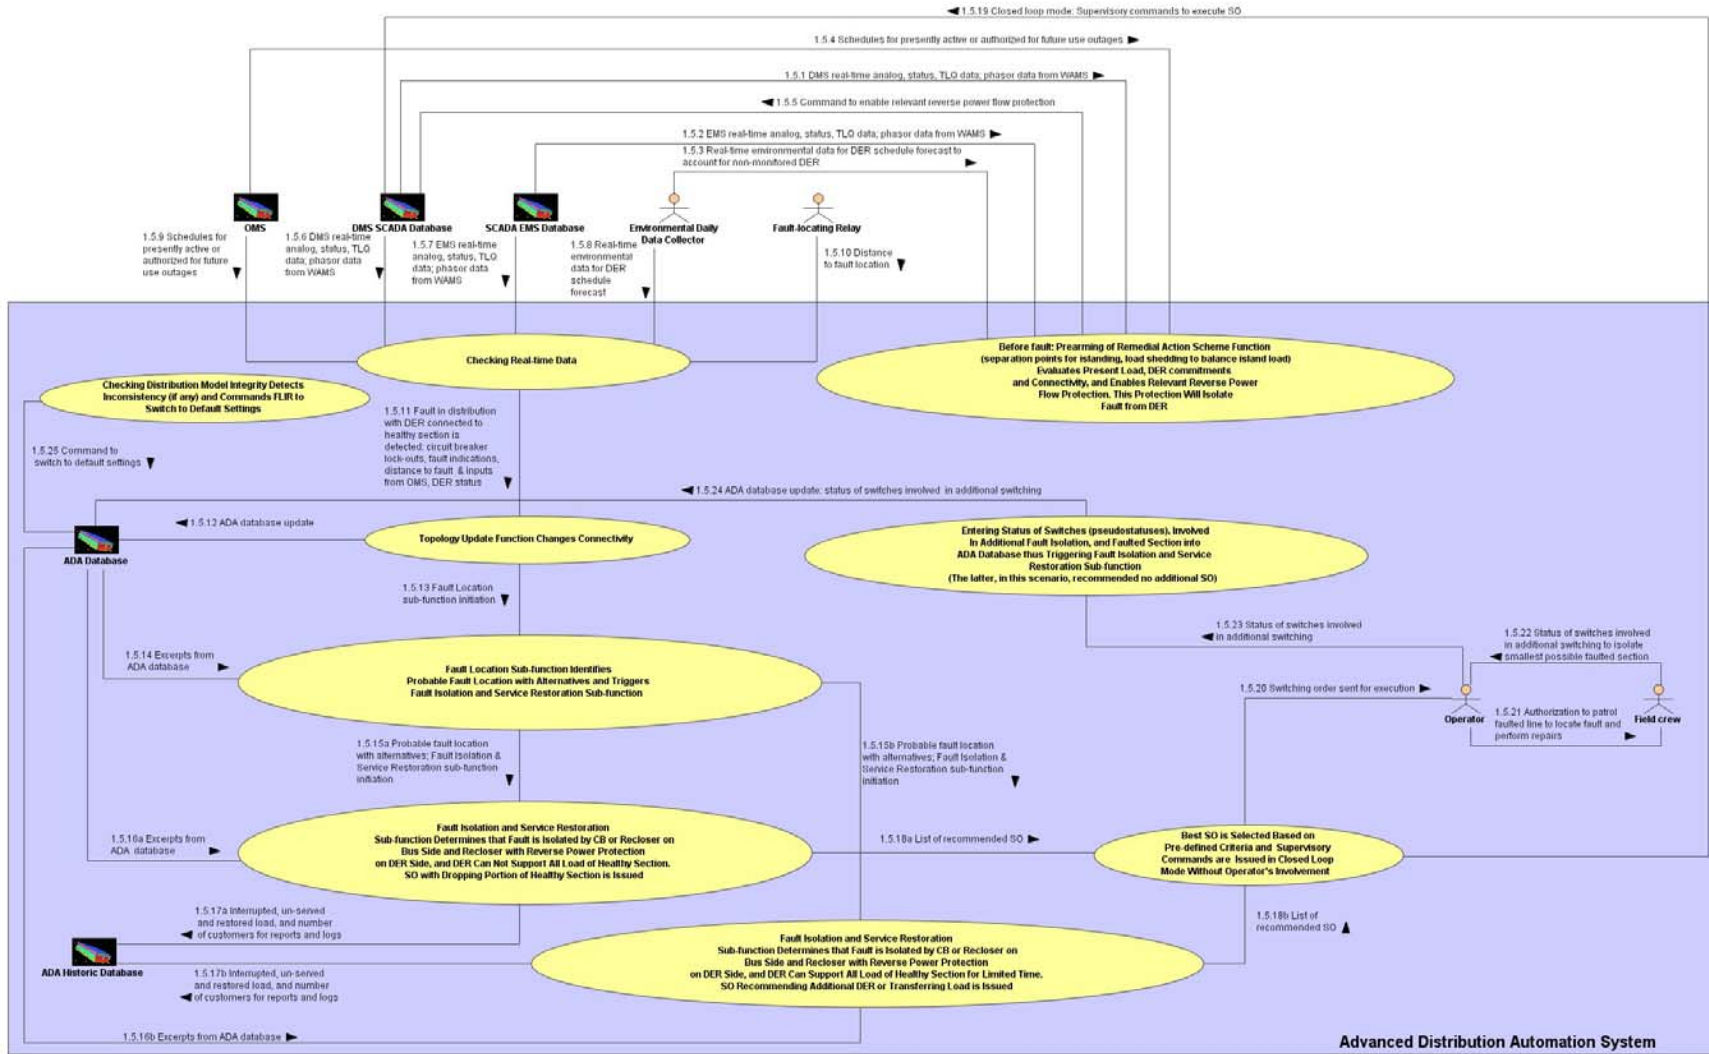 1.5.19 Closed loop mode: Supervisory commands to execute SO
1.5.4 Schedules for presently active or authorized for future use outages
1.5.1 DMS real-time analog, status, TLQ data; phasor data from WAMS
1.5.5 Command to enable relevant reverse power flow protection
1.5.2 EMS real-time analog, status, TLQ data; phasor data from WAMS
1.5.3 Real-time environmental data for DER schedule forecast to
account for non-monitored DER
OMS
DMS SCADA Database
SCADA EMS Database
Environmental Daily
Data Collector
Fault-locating Relay
1.5.9 Schedules for
presently active or
authorized for future
use outages
1.5.6 DMS real-time
analog, status, TLQ
data; phasor data
from WAMS
1.5.7 EMS real-time
analog, status, TLQ
data; phasor data
from WAMS
1.5.8 Real-time
environmental
data for DER
schedule
forecast
1.5.10 Distance
to fault location
Checking Real-time Data
Before fault: Prearming of Remedial Action Scheme Function
(separation points for islanding, load shedding to balance island load)
Evaluates Present Load, DER commitments
and Connectivity, and Enables Relevant Reverse Power
Flow Protection. This Protection Will Isolate
Fault from DER
Checking Distribution Model Integrity Detects
Inconsistency (if any) and Commands FLIR to
Switch to Default Settings
1.5.11 Fault in distribution
with DER connected to
healthy section is
detected: circuit breaker
lock-outs, fault indications,
distance to fault & inputs
from OMS, DER status
1.5.25 Command to
switch to default settings
1.5.24 ADA database update: status of switches involved in additional switching
1.5.12 ADA database update
Topology Update Function Changes Connectivity
ADA Database
Entering Status of Switches (pseudostatuses), Involved
In Additional Fault Isolation, and Faulted Section into
ADA Database thus Triggering Fault Isolation and Service
Restoration Sub-function
(The latter, in this scenario, recommended no additional SO)
1.5.13 Fault Location
sub-function initiation
1.5.14 Excerpts from
ADA database
Fault Location Sub-function Identifies
Probable Fault Location with Alternatives and Triggers
Fault Isolation and Service Restoration Sub-function
1.5.23 Status of switches involved
in additional switching
1.5.22 Status of switches involved
in additional switching to isolate
smallest possible faulted section
1.5.20 Switching order sent for execution
Operator
Field crew
1.5.21 Authorization to patrol
faulted line to locate fault and
perform repairs
1.5.15a Probable fault location
with alternatives; Fault Isolation &
Service Restoration sub-function
initiation
1.5.15b Probable fault location
with alternatives; Fault Isolation &
Service Restoration sub-function
initiation
1.5.16a Excerpts from
ADA database
Fault Isolation and Service Restoration
Sub-function Determines that Fault is Isolated by CB or Recloser on
Bus Side and Recloser with Reverse Power Protection
on DER Side, and DER Can Not Support All Load of Healthy Section.
SO with Dropping Portion of Healthy Section is Issued
1.5.18a List of recommended SO
Best SO is Selected Based on
Pre-defined Criteria and Supervisory
Commands are Issued in Closed Loop
Mode Without Operator's Involvement
1.5.17a Interrupted, un-served
and restored load, and number
of customers for reports and logs
1.5.18b List of
recommended SO
ADA Historic Database
Fault Isolation and Service Restoration
Sub-function Determines that Fault is Isolated by CB or Recloser on
Bus Side and Recloser with Reverse Power Protection
on DER Side, and DER Can Support All Load of Healthy Section for Limited Time.
SO Recommending Additional DER or Transferring Load is Issued
1.5.17b Interrupted, un-served
and restored load, and number
of customers for reports and logs
1.5.16b Excerpts from ADA database
Advanced Distribution Automation System